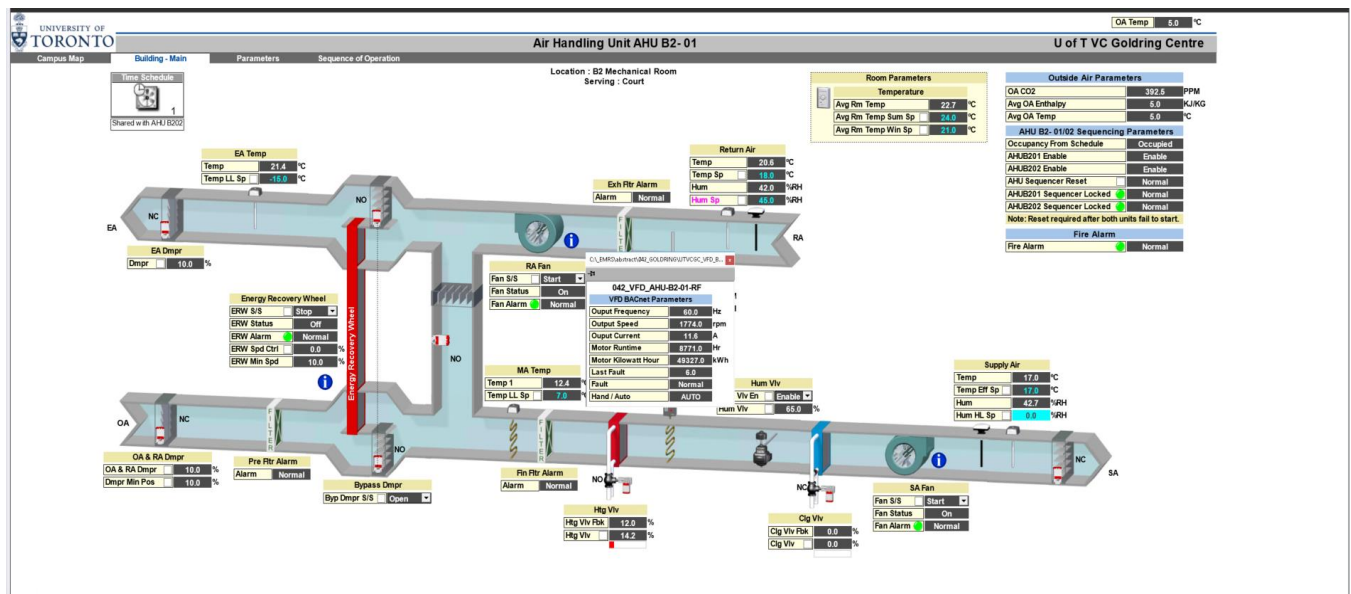 OA Temp 5.0 °C
UNIVERSITY OF
TORONTO
Air Handling Unit AHU B2- 01
U of T VC Goldring Centre
Campus Map Building - Main Parameters Sequence of Operation
Location : B2 Mechanical Room
Serving : Court
Time Schedule
1
Shared with AHU B202
Room Parameters
Temperature
Avg Rm Temp 22.7 °C
Avg Rm Temp Sum Sp 24.0 °C
Avg Rm Temp Win Sp 21.0 °C
Outside Air Parameters
OA CO2 392.5 PPM
Avg OA Enthalpy 5.0 KJ/KG
Avg OA Temp 5.0 °C
AHU B2- 01/02 Sequencing Parameters
Occupancy From Schedule Occupied
AHUB201 Enable Enable
AHUB202 Enable Enable
AHU Sequencer Reset Normal
AHUB201 Sequencer Locked Normal
AHUB202 Sequencer Locked Normal
Note: Reset required after both units fail to start.
Fire Alarm
Fire Alarm Normal
EA Temp
Temp 21.4 °C
Temp LL Sp -15.0 °C
Return Air
Temp 20.6 °C
Temp Sp 18.0 °C
Hum 42.0 %RH
Hum Sp 45.0 %RH
Exh Fltr Alarm
Alarm Normal
NO
NC
EA
FILTER
RA
EA Dmpr
Dmpr 10.0 %
RA Fan
Fan S/S Start
Fan Status On
Fan Alarm Normal
C:\_EMRS\abstract\042_GOLDRING\UTVCGC_VFD_B...
042_VFD_AHU-B2-01-RF
VFD BACnet Parameters
Ouput Frequency 60.0 Hz
Output Speed 1774.0 rpm
Ouput Current 11.6 A
Motor Runtime 8771.0 Hr
Motor Kilowatt Hour 49327.0 kWh
Last Fault 6.0
Fault Normal
Hand / Auto AUTO
Energy Recovery Wheel
ERW S/S Stop
ERW Status Off
ERW Alarm Normal
ERW Spd Ctrl 0.0 %
ERW Min Spd 10.0 %
Energy Recovery Wheel
NO
MA Temp
Temp 1 12.4
Temp LL Sp 7.0
Hum Vlv
Vlv En Enable
Hum Vlv 65.0 %
Supply Air
Temp 17.0 °C
Temp Eff Sp 17.0 °C
Hum 42.7 %RH
Hum HL Sp 0.0 %RH
OA
NC
FILTER
NO
FILTER
NC
SA
OA & RA Dmpr
OA & RA Dmpr 10.0 %
Dmpr Min Pos 10.0 %
Pre Fltr Alarm
Alarm Normal
Bypass Dmpr
Byp Dmpr S/S Open
Fin Fltr Alarm
Alarm Normal
NO
NC
Htg Vlv
Htg Vlv Fbk 12.0 %
Htg Vlv 14.2 %
Clg Vlv
Clg Vlv Fbk 0.0 %
Clg Vlv 0.0 %
SA Fan
Fan S/S Start
Fan Status On
Fan Alarm Normal